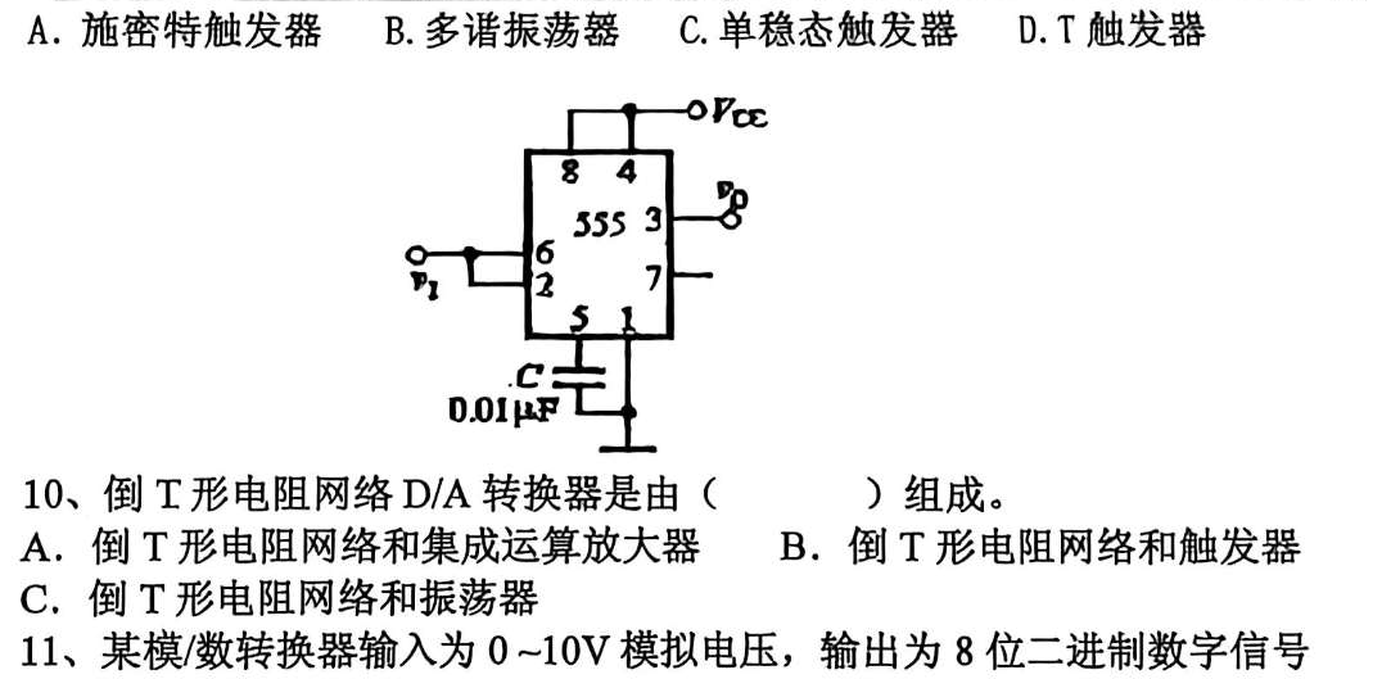 A. 施密特触发器 B. 多谐振荡器 C. 单稳态触发器 D. T 触发器
VCC
8 4
vO
555 3
6
vI 2 7
5 1
C
0.01μF
10、倒 T 形电阻网络 D/A 转换器是由（ ）组成。
A. 倒 T 形电阻网络和集成运算放大器 B. 倒 T 形电阻网络和触发器
C. 倒 T 形电阻网络和振荡器
11、某模/数转换器输入为 0 ~10V 模拟电压，输出为 8 位二进制数字信号